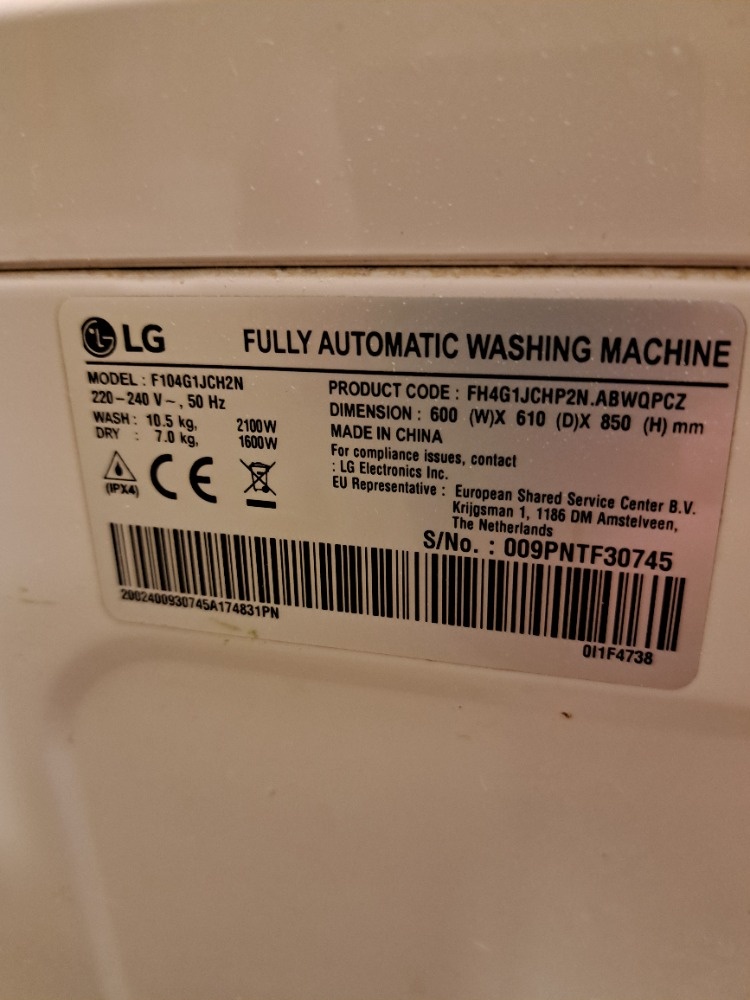 LG FULLY AUTOMATIC WASHING MACHINE
MODEL : F104G1JCH2N
220-240 V~, 50 Hz
WASH : 10.5 kg, 2100W
DRY : 7.0 kg, 1600W
(IPX4)
CE
PRODUCT CODE : FH4G1JCHP2N.ABWQPCZ
DIMENSION : 600 (W)X 610 (D)X 850 (H) mm
MADE IN CHINA
For compliance issues, contact
: LG Electronics Inc.
EU Representative : European Shared Service Center B.V.
Krijgsman 1, 1186 DM Amstelveen,
The Netherlands
S/No. : 009PNTF30745
2002400930745A174831PN
0I1F4738